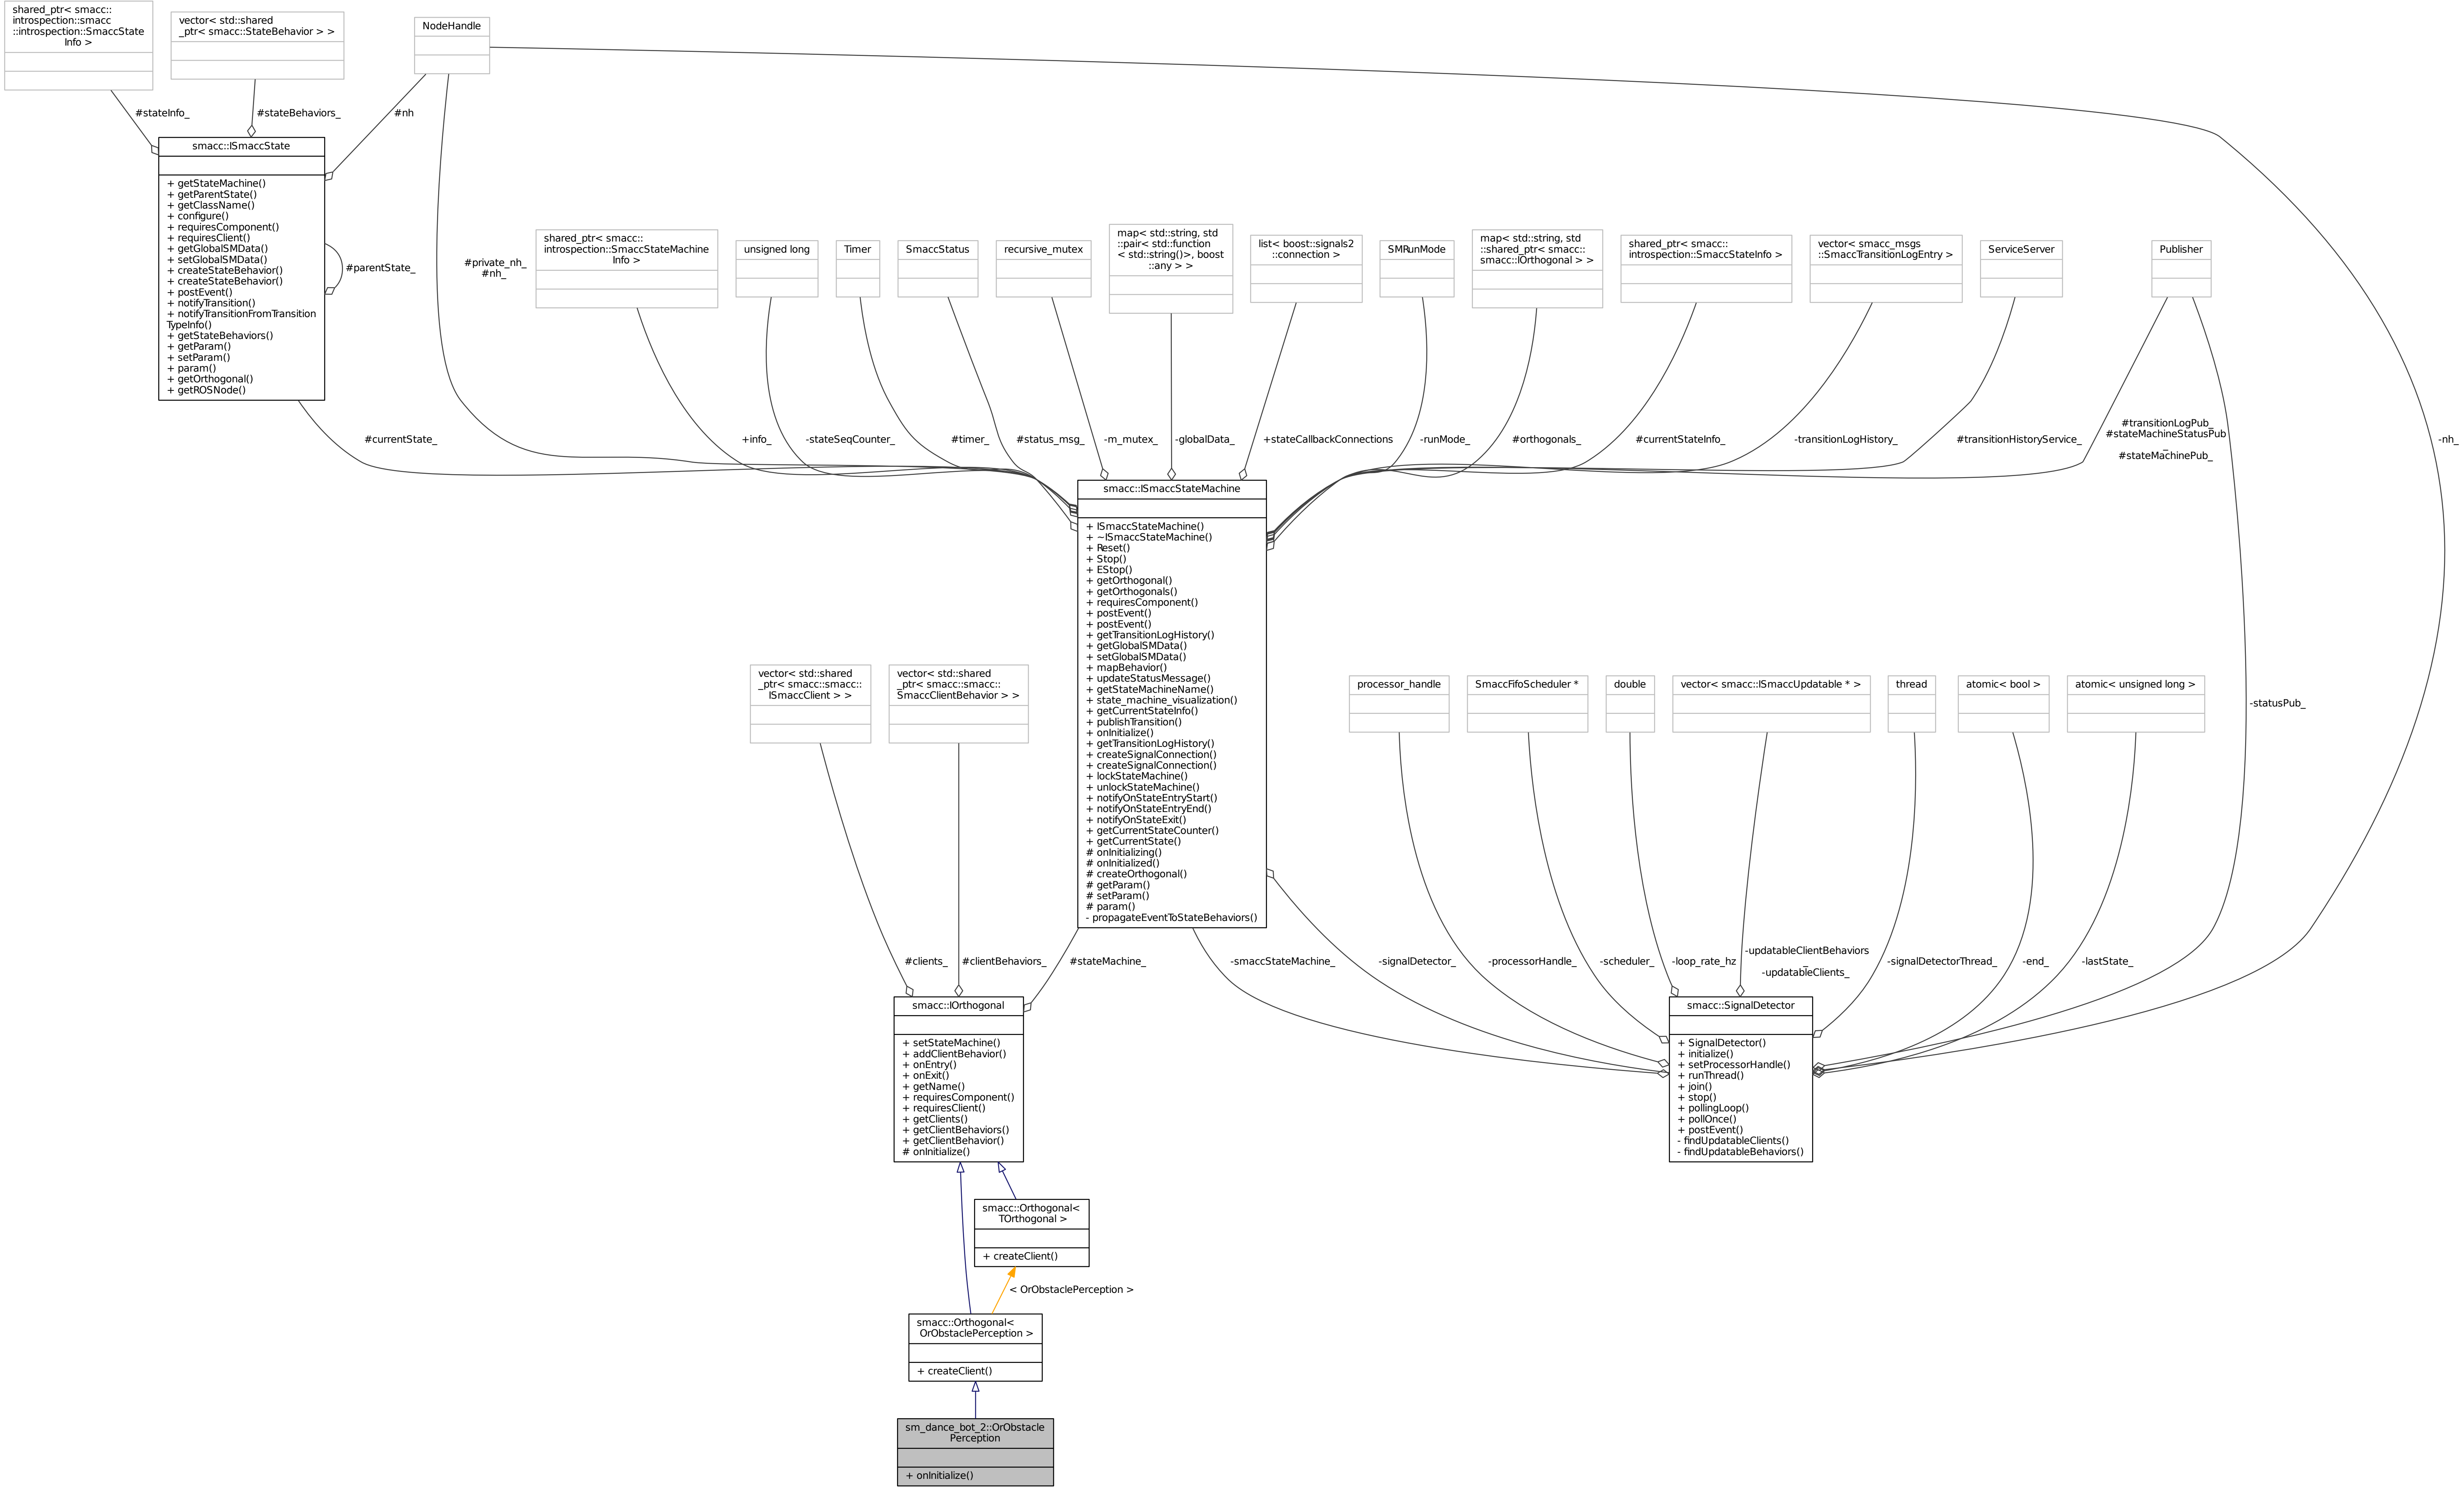 shared_ptr< smacc::
introspection::smacc
::introspection::SmaccState
Info >
vector< std::shared
_ptr< smacc::StateBehavior > >
NodeHandle
#stateInfo_
#stateBehaviors_
#nh
smacc::ISmaccState
+ getStateMachine()
+ getParentState()
+ getClassName()
+ configure()
+ requiresComponent()
+ requiresClient()
+ getGlobalSMData()
+ setGlobalSMData()
+ createStateBehavior()
+ createStateBehavior()
+ postEvent()
+ notifyTransition()
+ notifyTransitionFromTransition
TypeInfo()
+ getStateBehaviors()
+ getParam()
+ setParam()
+ param()
+ getOrthogonal()
+ getROSNode()
#parentState_
#private_nh_
#nh_
shared_ptr< smacc::
introspection::SmaccStateMachine
Info >
unsigned long
Timer
SmaccStatus
recursive_mutex
map< std::string, std
::pair< std::function
< std::string()>, boost
::any > >
list< boost::signals2
::connection >
SMRunMode
map< std::string, std
::shared_ptr< smacc::
smacc::IOrthogonal > >
shared_ptr< smacc::
introspection::SmaccStateInfo >
vector< smacc_msgs
::SmaccTransitionLogEntry >
ServiceServer
Publisher
#currentState_
+info_
-stateSeqCounter_
#timer_
#status_msg_
-m_mutex_
-globalData_
+stateCallbackConnections
-runMode_
#orthogonals_
#currentStateInfo_
-transitionLogHistory_
#transitionHistoryService_
#transitionLogPub_
#stateMachineStatusPub
_
#stateMachinePub_
-nh_
smacc::ISmaccStateMachine
+ ISmaccStateMachine()
+ ~ISmaccStateMachine()
+ Reset()
+ Stop()
+ EStop()
+ getOrthogonal()
+ getOrthogonals()
+ requiresComponent()
+ postEvent()
+ postEvent()
+ getTransitionLogHistory()
+ getGlobalSMData()
+ setGlobalSMData()
+ mapBehavior()
+ updateStatusMessage()
+ getStateMachineName()
+ state_machine_visualization()
+ getCurrentStateInfo()
+ publishTransition()
+ onInitialize()
+ getTransitionLogHistory()
+ createSignalConnection()
+ createSignalConnection()
+ lockStateMachine()
+ unlockStateMachine()
+ notifyOnStateEntryStart()
+ notifyOnStateEntryEnd()
+ notifyOnStateExit()
+ getCurrentStateCounter()
+ getCurrentState()
# onInitializing()
# onInitialized()
# createOrthogonal()
# getParam()
# setParam()
# param()
- propagateEventToStateBehaviors()
vector< std::shared
_ptr< smacc::smacc::
ISmaccClient > >
vector< std::shared
_ptr< smacc::smacc::
SmaccClientBehavior > >
processor_handle
SmaccFifoScheduler *
double
vector< smacc::ISmaccUpdatable * >
thread
atomic< bool >
atomic< unsigned long >
-statusPub_
#clients_
#clientBehaviors_
#stateMachine_
-smaccStateMachine_
-signalDetector_
-processorHandle_
-scheduler_
-loop_rate_hz
-updatableClientBehaviors
_
-updatableClients_
-signalDetectorThread_
-end_
-lastState_
smacc::IOrthogonal
+ setStateMachine()
+ addClientBehavior()
+ onEntry()
+ onExit()
+ getName()
+ requiresComponent()
+ requiresClient()
+ getClients()
+ getClientBehaviors()
+ getClientBehavior()
# onInitialize()
smacc::SignalDetector
+ SignalDetector()
+ initialize()
+ setProcessorHandle()
+ runThread()
+ join()
+ stop()
+ pollingLoop()
+ pollOnce()
+ postEvent()
- findUpdatableClients()
- findUpdatableBehaviors()
smacc::Orthogonal<
TOrthogonal >
+ createClient()
< OrObstaclePerception >
smacc::Orthogonal<
OrObstaclePerception >
+ createClient()
sm_dance_bot_2::OrObstacle
Perception
+ onInitialize()